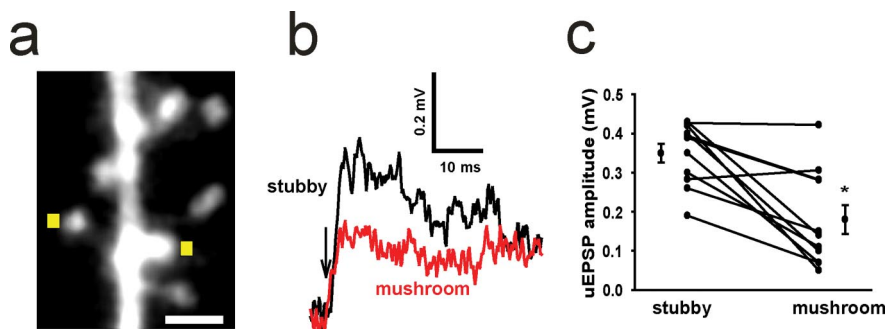 a
b
c
0.2 mV
10 ms
stubby
mushroom
uEPSP amplitude (mV)
0.5
0.4
0.3
0.2
0.1
0.0
*
stubby mushroom